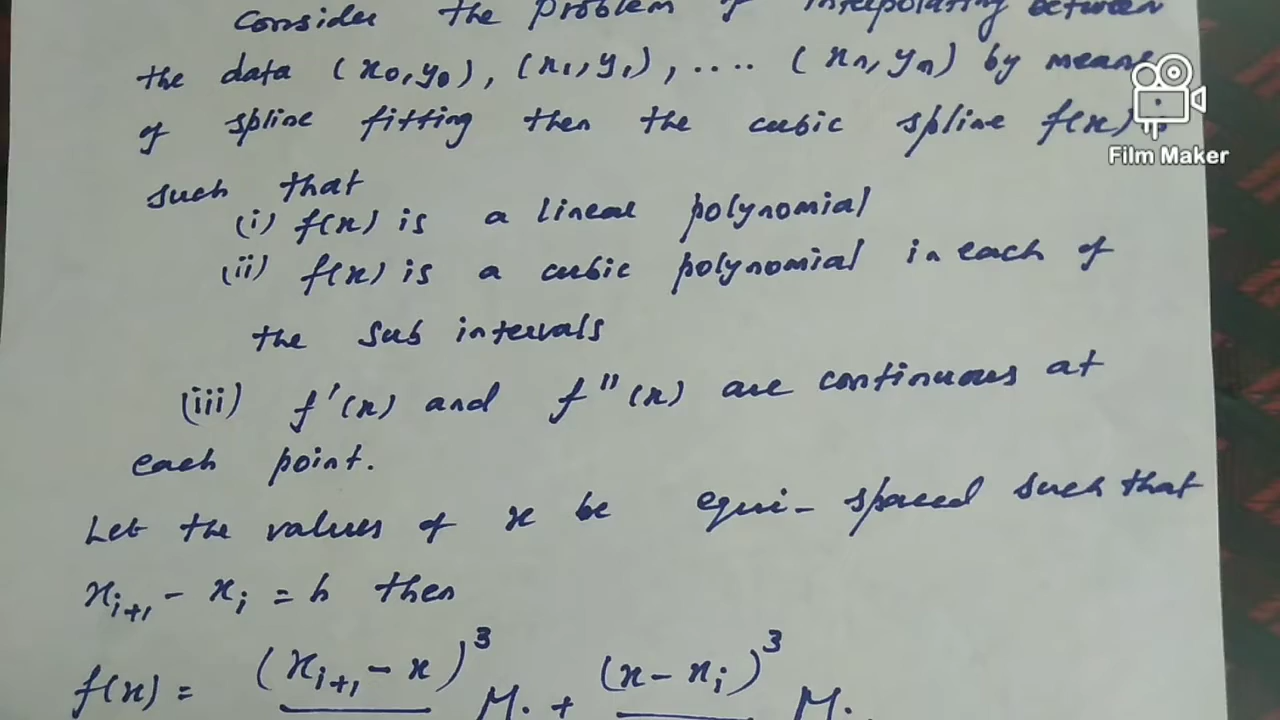 Consider the problem of interpolating between
the data (x0, y0), (x1, y1), .... (xn, yn) by means
of spline fitting then the cubic spline f(x) is
such that
(i) f(x) is a linear polynomial
(ii) f(x) is a cubic polynomial in each of
the sub intervals
(iii) f'(x) and f''(x) are continuous at
each point.
Let the values of x be equi-spaced such that
xi+1 - xi = h then
f(x) = (xi+1 - x)^3 M. + (x - xi)^3 M.
Film Maker